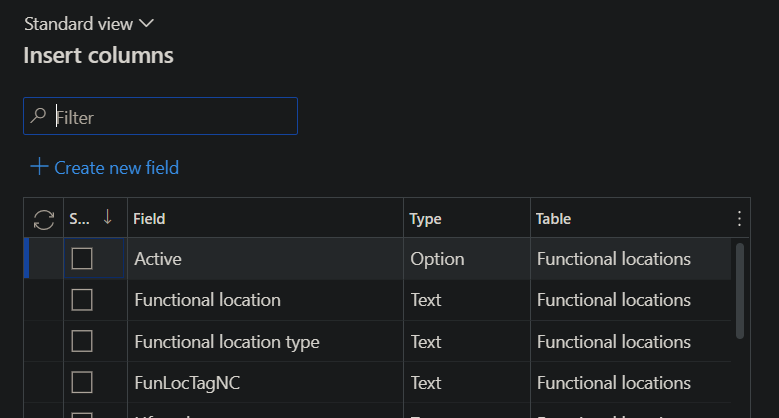 Standard view
Insert columns
Filter
Create new field
S... Field Type Table
Active Option Functional locations
Functional location Text Functional locations
Functional location type Text Functional locations
FunLocTagNC Text Functional locations